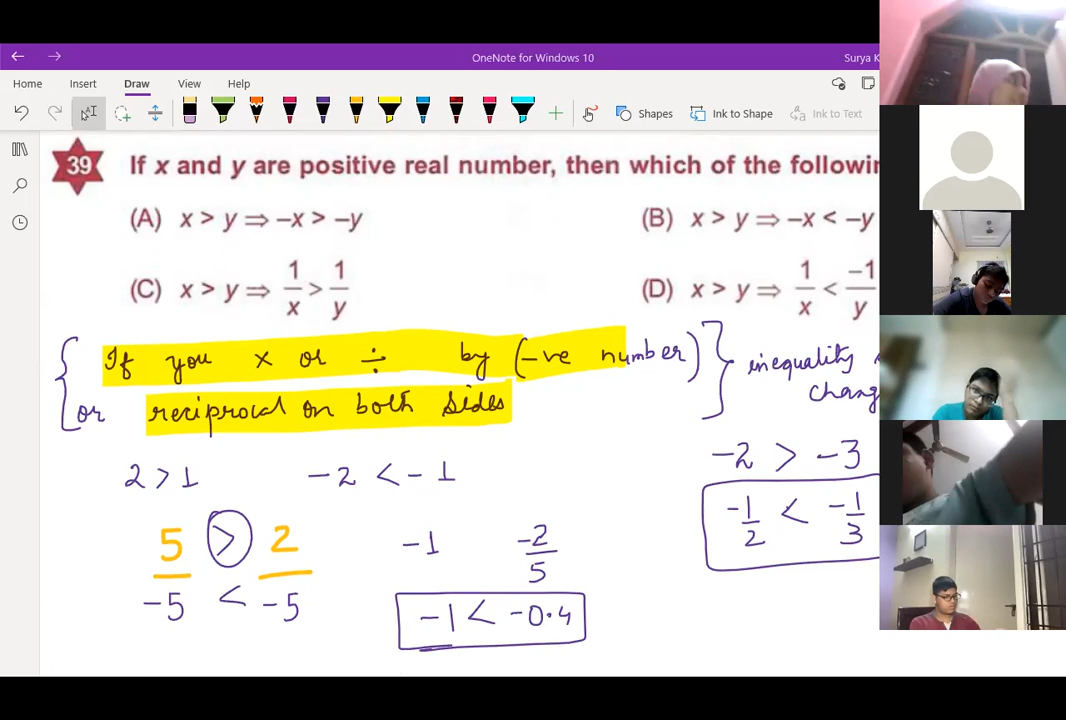 OneNote for Windows 10
Surya K
Home Insert Draw View Help
Shapes Ink to Shape Ink to Text
39 If x and y are positive real number, then which of the followin
(A) x > y ⇒ –x > –y
(B) x > y ⇒ –x < –y
(C) x > y ⇒ 1/x > 1/y
(D) x > y ⇒ 1/x < –1/y
If you × or ÷ by (-ve number)
or reciprocal on both sides
inequality
chang
2 > 1 -2 < -1
-2 > -3
-1/2 < -1/3
5 > 2
-5 < -5
-1 -2/5
-1 < -0.4